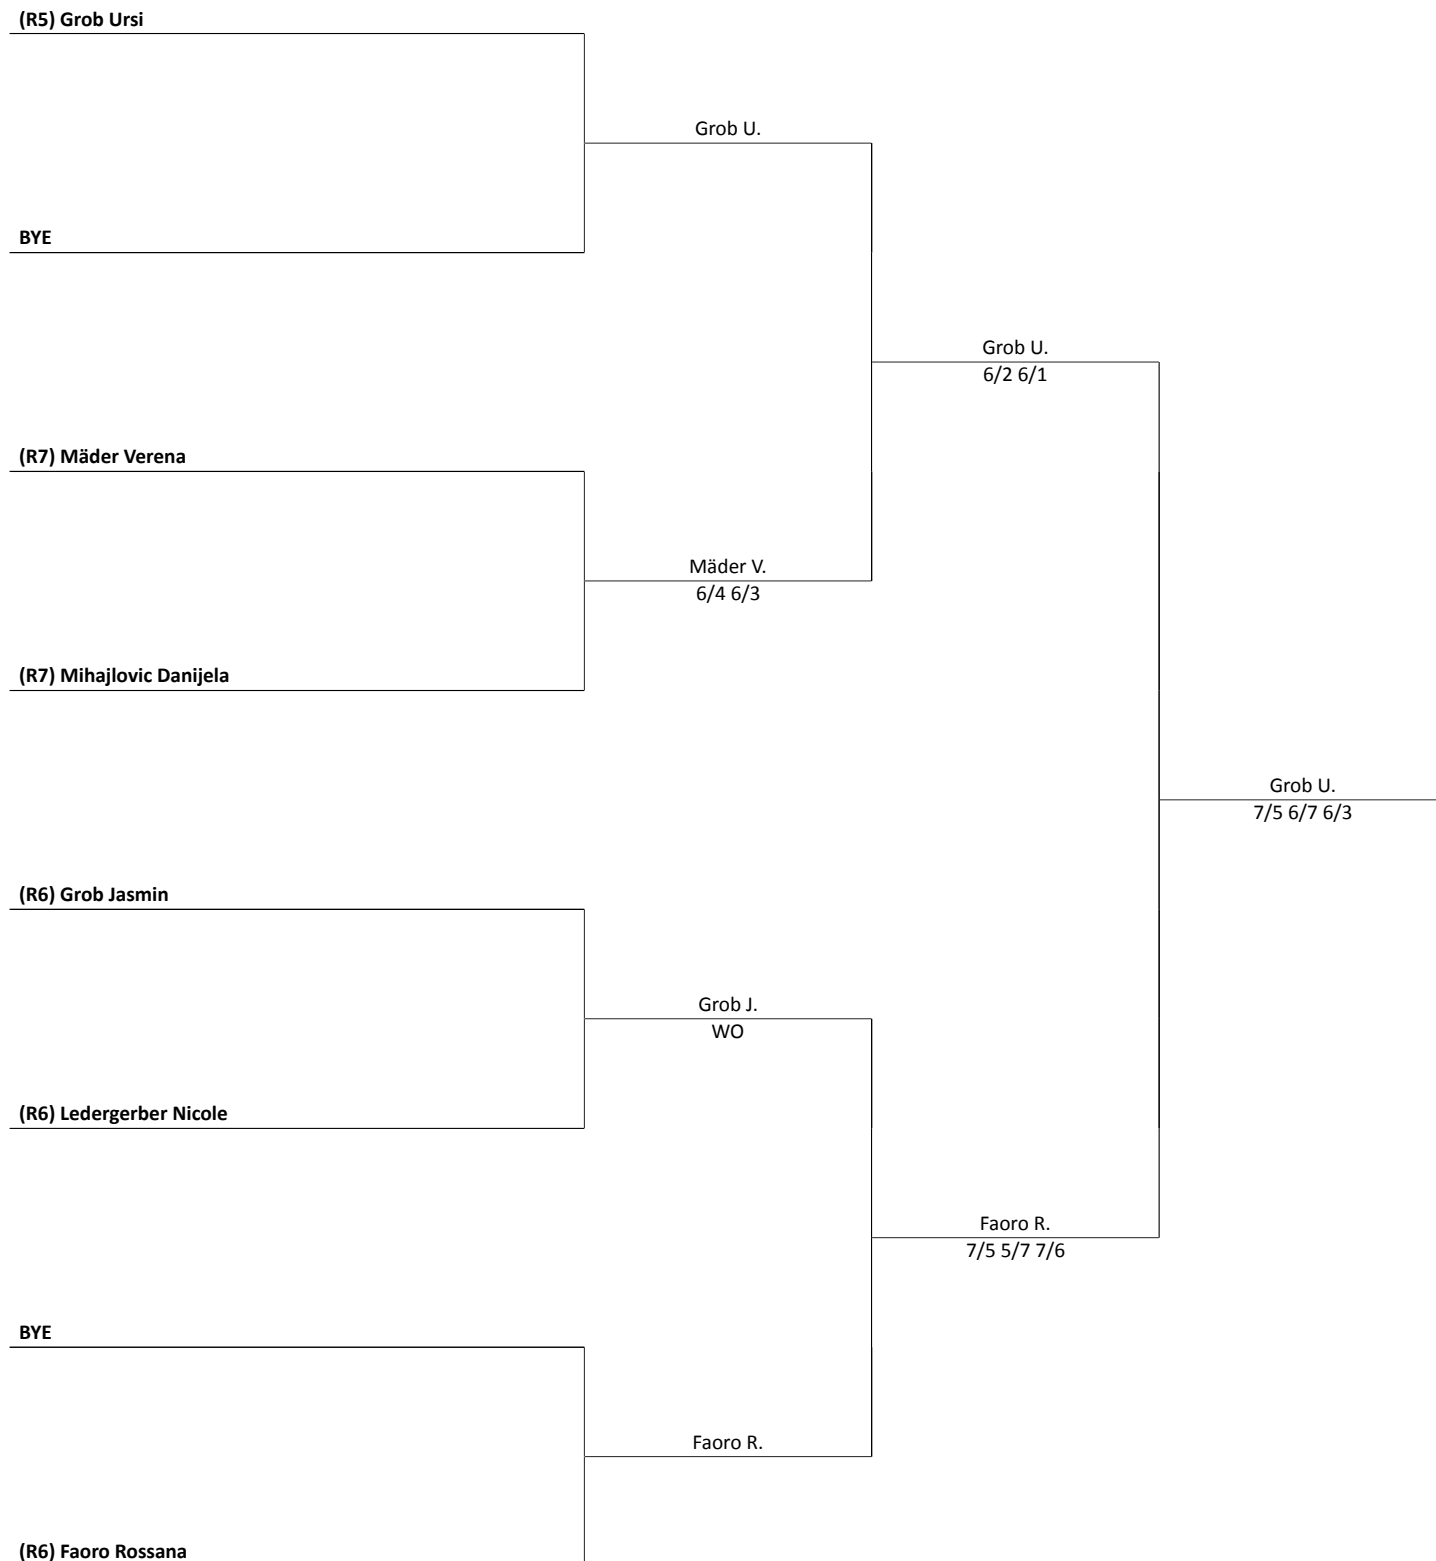 (R5) Grob Ursi
Grob U.
BYE
Grob U.
6/2 6/1
(R7) Mäder Verena
Mäder V.
6/4 6/3
(R7) Mihajlovic Danijela
Grob U.
7/5 6/7 6/3
(R6) Grob Jasmin
Grob J.
WO
(R6) Ledergerber Nicole
Faoro R.
7/5 5/7 7/6
BYE
Faoro R.
(R6) Faoro Rossana